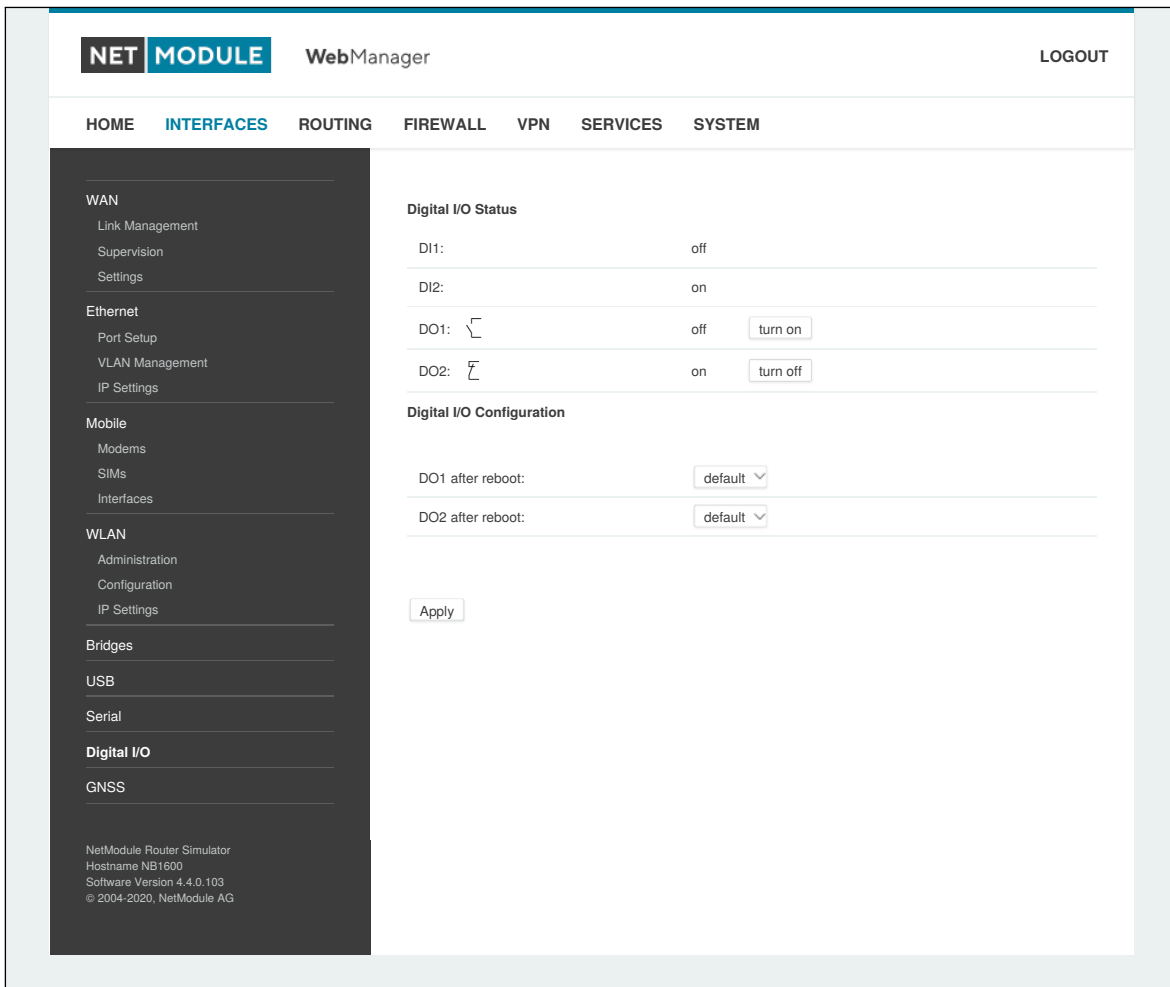 NET MODULE WebManager LOGOUT
HOME INTERFACES ROUTING FIREWALL VPN SERVICES SYSTEM
WAN
Link Management
Supervision
Settings
Ethernet
Port Setup
VLAN Management
IP Settings
Mobile
Modems
SIMs
Interfaces
WLAN
Administration
Configuration
IP Settings
Bridges
USB
Serial
Digital I/O
GNSS
NetModule Router Simulator
Hostname NB1600
Software Version 4.4.0.103
© 2004-2020, NetModule AG
Digital I/O Status
DI1: off
DI2: on
DO1: off turn on
DO2: on turn off
Digital I/O Configuration
DO1 after reboot: default
DO2 after reboot: default
Apply